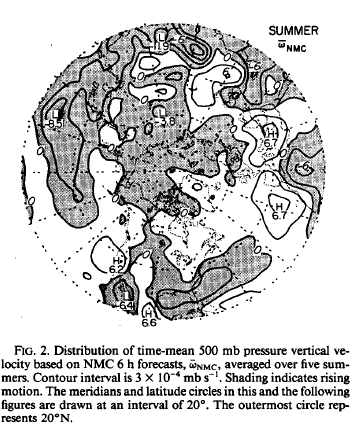 SUMMER
ω̄NMC
H
6.7
H
6.7
H
6.2
6.4
H
6.6
FIG. 2. Distribution of time-mean 500 mb pressure vertical ve-
locity based on NMC 6 h forecasts, ω̄NMC, averaged over five sum-
mers. Contour interval is 3 × 10⁻⁴ mb s⁻¹. Shading indicates rising
motion. The meridians and latitude circles in this and the following
figures are drawn at an interval of 20°. The outermost circle rep-
resents 20°N.